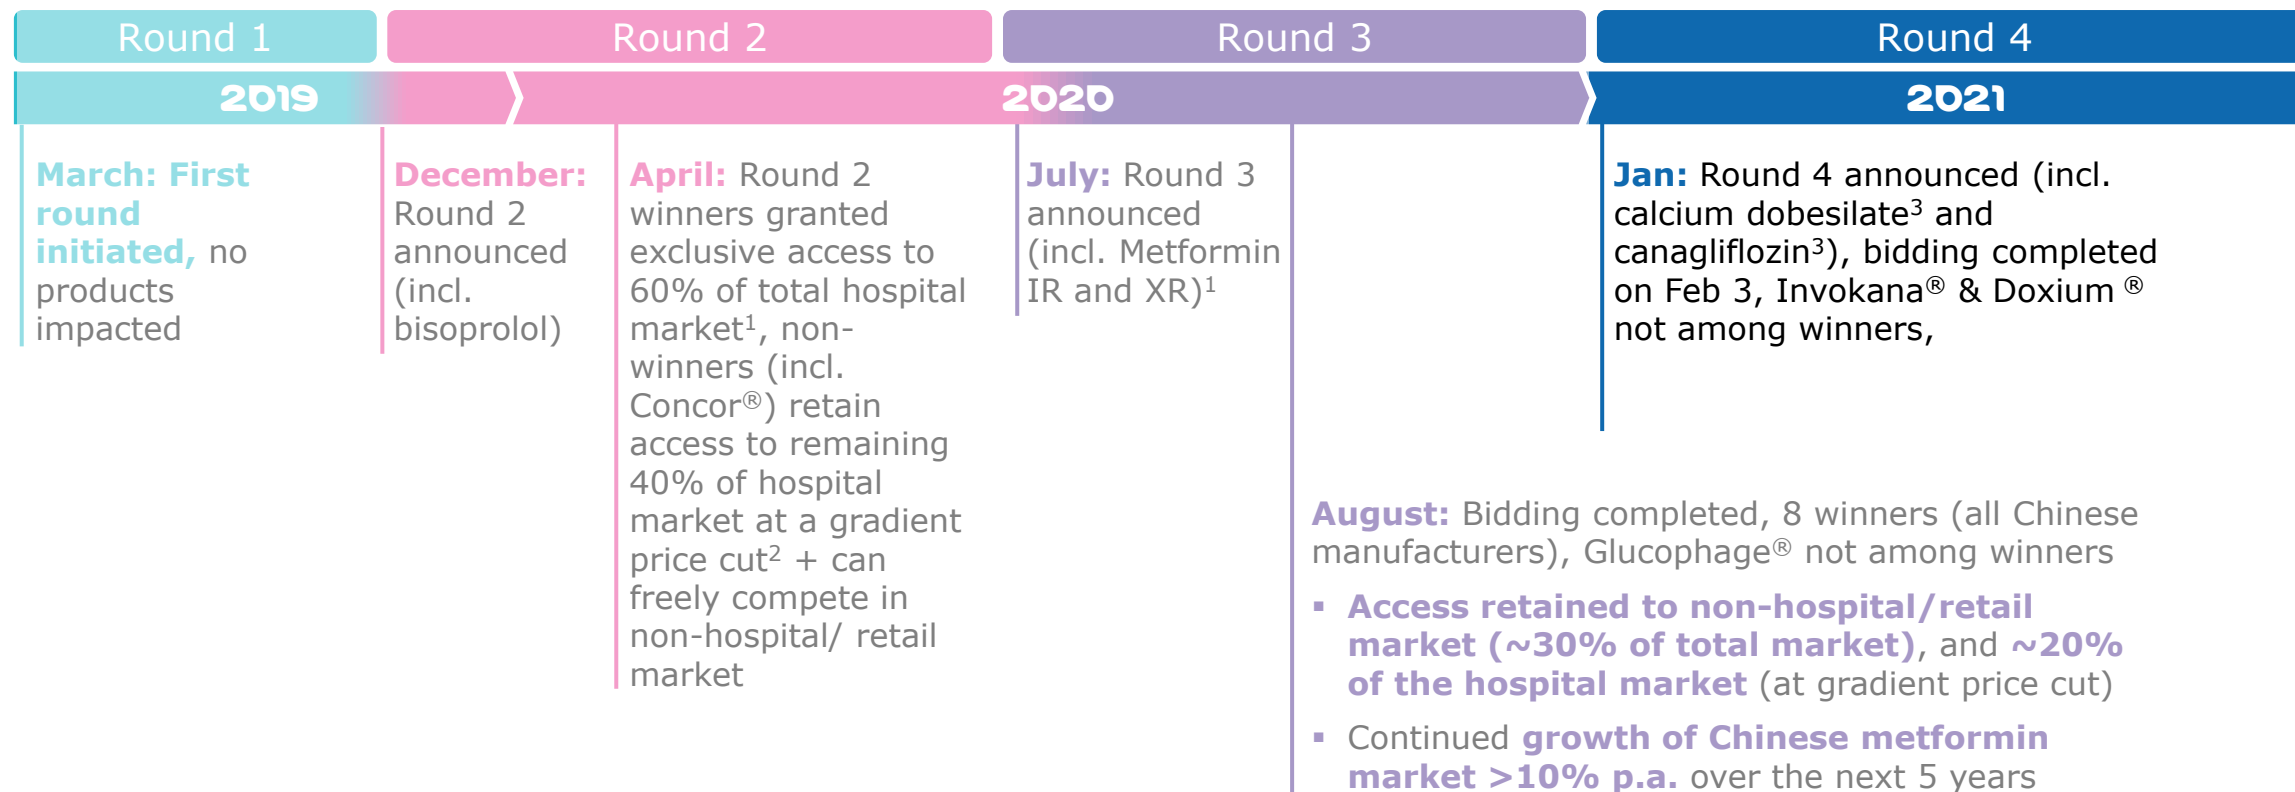 Round 1
Round 2
Round 3
Round 4
2019
2020
2021
March: First
round
initiated, no
products
impacted
December:
Round 2
announced
(incl.
bisoprolol)
April: Round 2
winners granted
exclusive access to
60% of total hospital
market¹, non-
winners (incl.
Concor®) retain
access to remaining
40% of hospital
market at a gradient
price cut² + can
freely compete in
non-hospital/ retail
market
July: Round 3
announced
(incl. Metformin
IR and XR)¹
August: Bidding completed, 8 winners (all Chinese
manufacturers), Glucophage® not among winners
▪ Access retained to non-hospital/retail
market (~30% of total market), and ~20%
of the hospital market (at gradient price cut)
▪ Continued growth of Chinese metformin
market >10% p.a. over the next 5 years
Jan: Round 4 announced (incl.
calcium dobesilate³ and
canagliflozin³), bidding completed
on Feb 3, Invokana® & Doxium ®
not among winners,